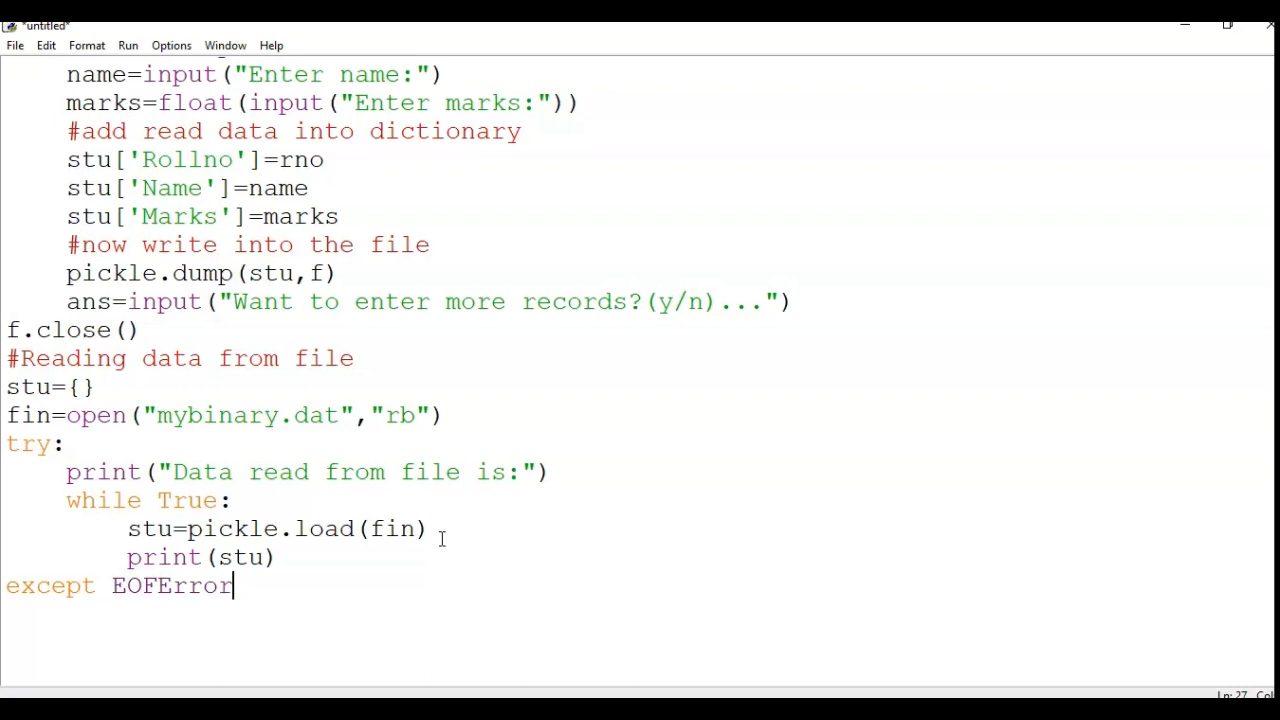 *untitled*
File Edit Format Run Options Window Help
name=input("Enter name:")
marks=float(input("Enter marks:"))
#add read data into dictionary
stu['Rollno']=rno
stu['Name']=name
stu['Marks']=marks
#now write into the file
pickle.dump(stu,f)
ans=input("Want to enter more records?(y/n)...")
f.close()
#Reading data from file
stu={}
fin=open("mybinary.dat","rb")
try:
print("Data read from file is:")
while True:
stu=pickle.load(fin)
print(stu)
except EOFError
Ln: 27